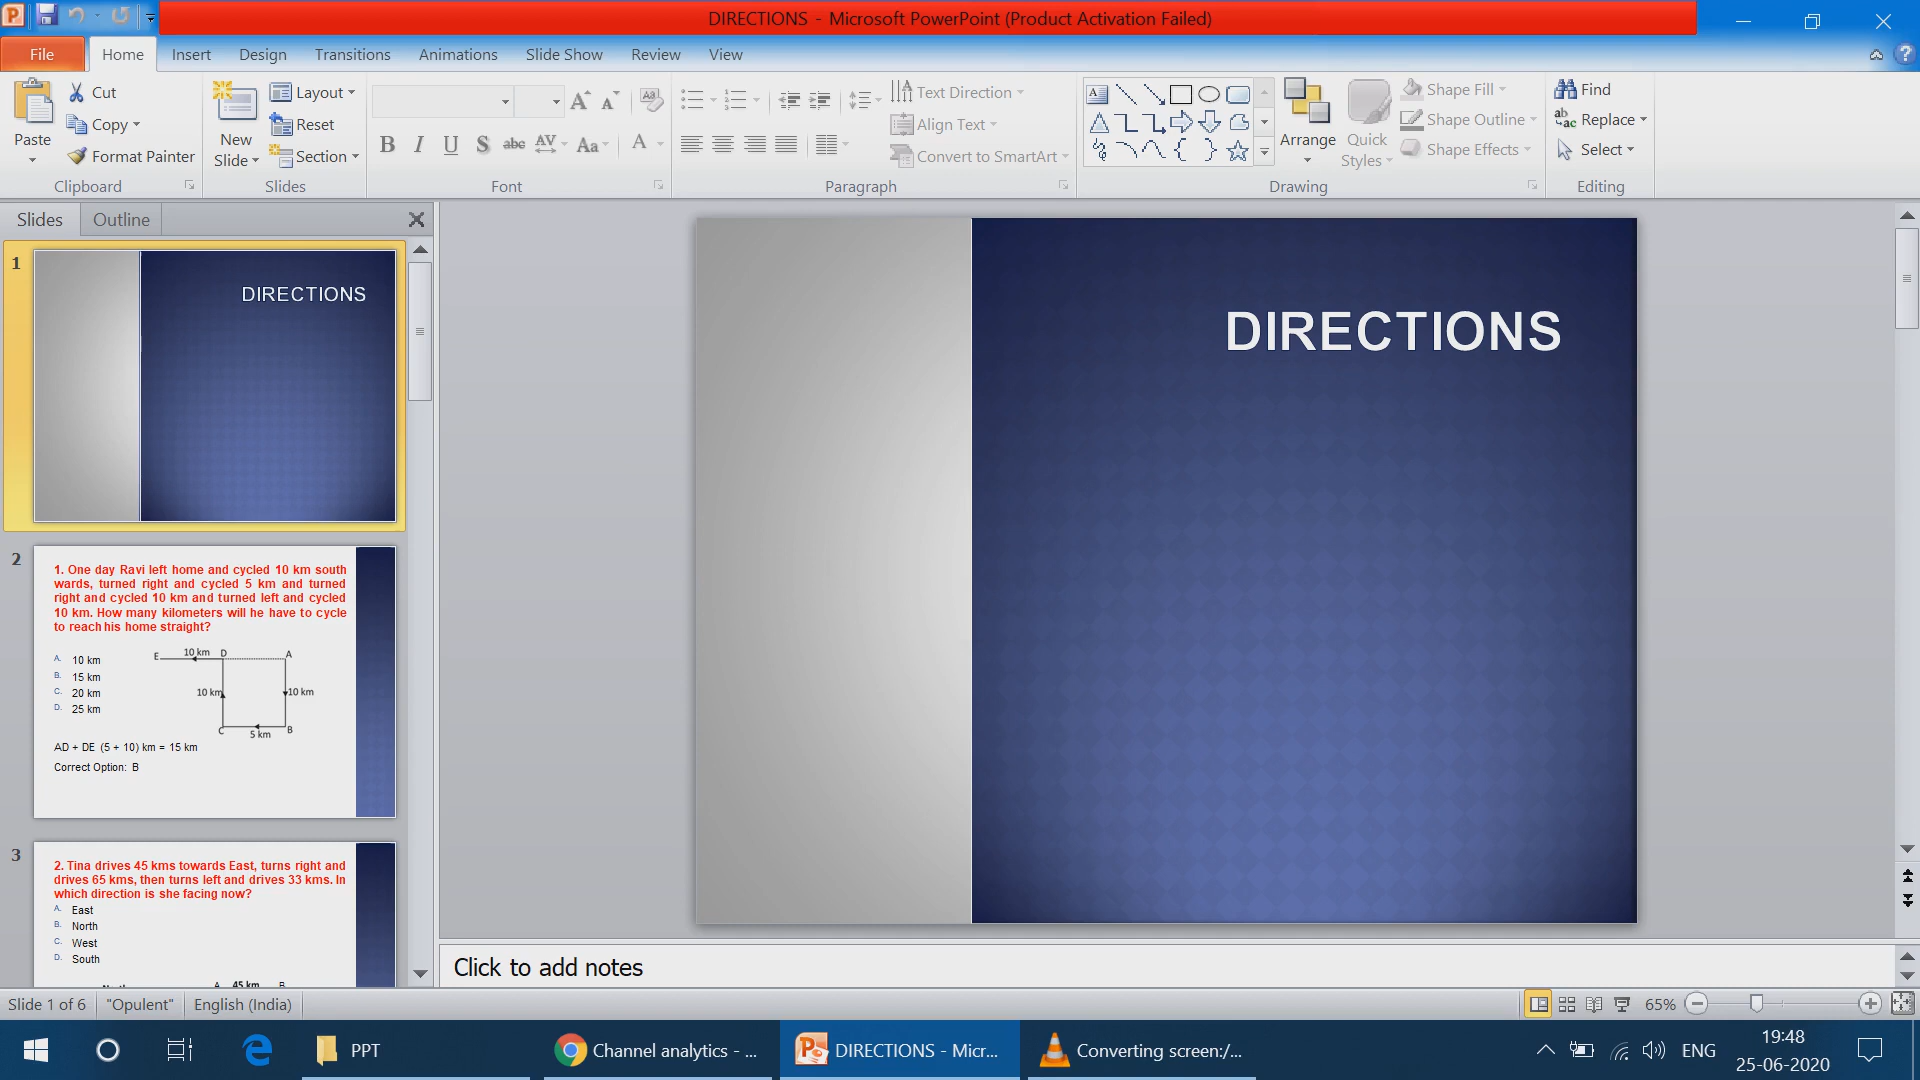 DIRECTIONS - Microsoft PowerPoint (Product Activation Failed)
File Home Insert Design Transitions Animations Slide Show Review View
Paste
Cut
Copy
Format Painter
Clipboard
New Slide
Layout
Reset
Section
Slides
B I U S abc AV Aa A
Font
Text Direction
Align Text
Convert to SmartArt
Paragraph
Arrange
Quick Styles
Shape Fill
Shape Outline
Shape Effects
Drawing
Find
Replace
Select
Editing
Slides Outline
1
DIRECTIONS
2
1. One day Ravi left home and cycled 10 km south
wards, turned right and cycled 5 km and turned
right and cycled 10 km and turned left and cycled
10 km. How many kilometers will he have to cycle
to reach his home straight?
A. 10 km
B. 15 km
C. 20 km
D. 25 km
E 10 km D A
10 km 10 km
C 5 km B
AD + DE (5 + 10) km = 15 km
Correct Option: B
3
2. Tina drives 45 kms towards East, turns right and
drives 65 kms, then turns left and drives 33 kms. In
which direction is she facing now?
A. East
B. North
C. West
D. South
A 45 km B
DIRECTIONS
Click to add notes
Slide 1 of 6 "Opulent" English (India) 65%
PPT
Channel analytics - ...
DIRECTIONS - Micr...
Converting screen:/...
ENG
19:48
25-06-2020